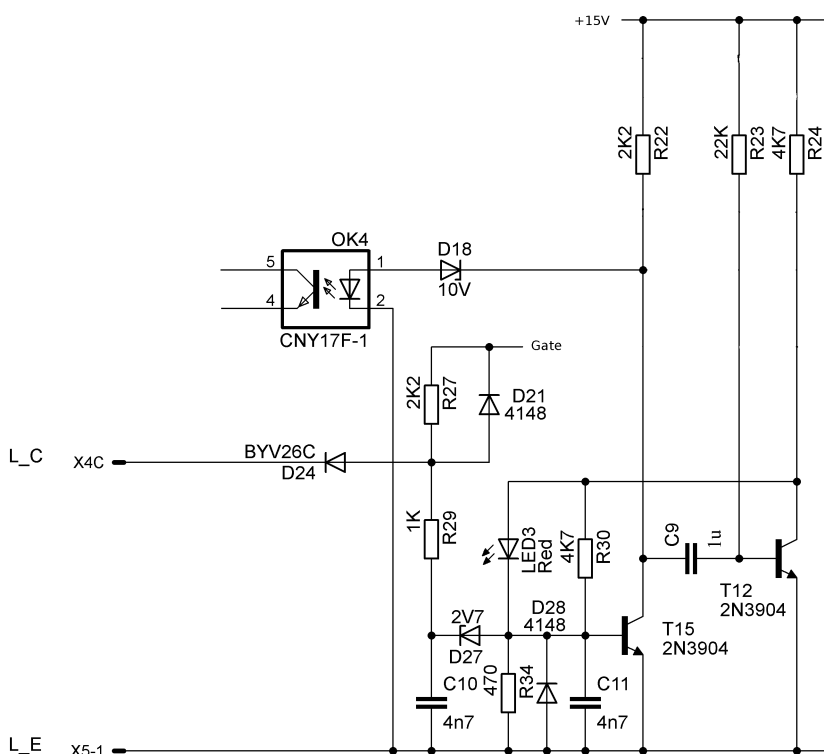 +15V
2K2
R22
22K
R23
4K7
R24
OK4
5
1
4
2
CNY17F-1
D18
10V
Gate
2K2
R27
D21
4148
L_C
X4C
BYV26C
D24
1K
R29
LED3
Red
4K7
R30
C9
1u
T12
2N3904
2V7
D27
D28
4148
T15
2N3904
C10
4n7
470
R34
C11
4n7
L_E
X5-1